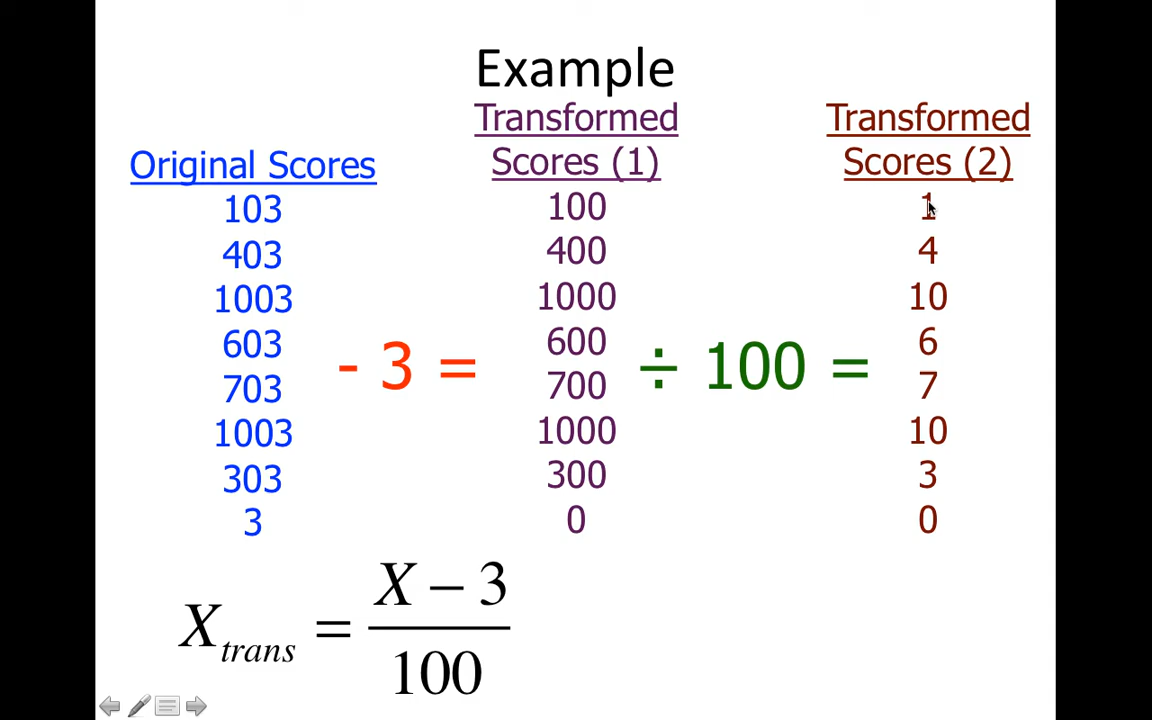 Example
Original Scores
103
403
1003
603
703
1003
303
3
- 3 =
Transformed
Scores (1)
100
400
1000
600
700
1000
300
0
÷ 100 =
Transformed
Scores (2)
1
4
10
6
7
10
3
0
X_trans = (X – 3) / 100